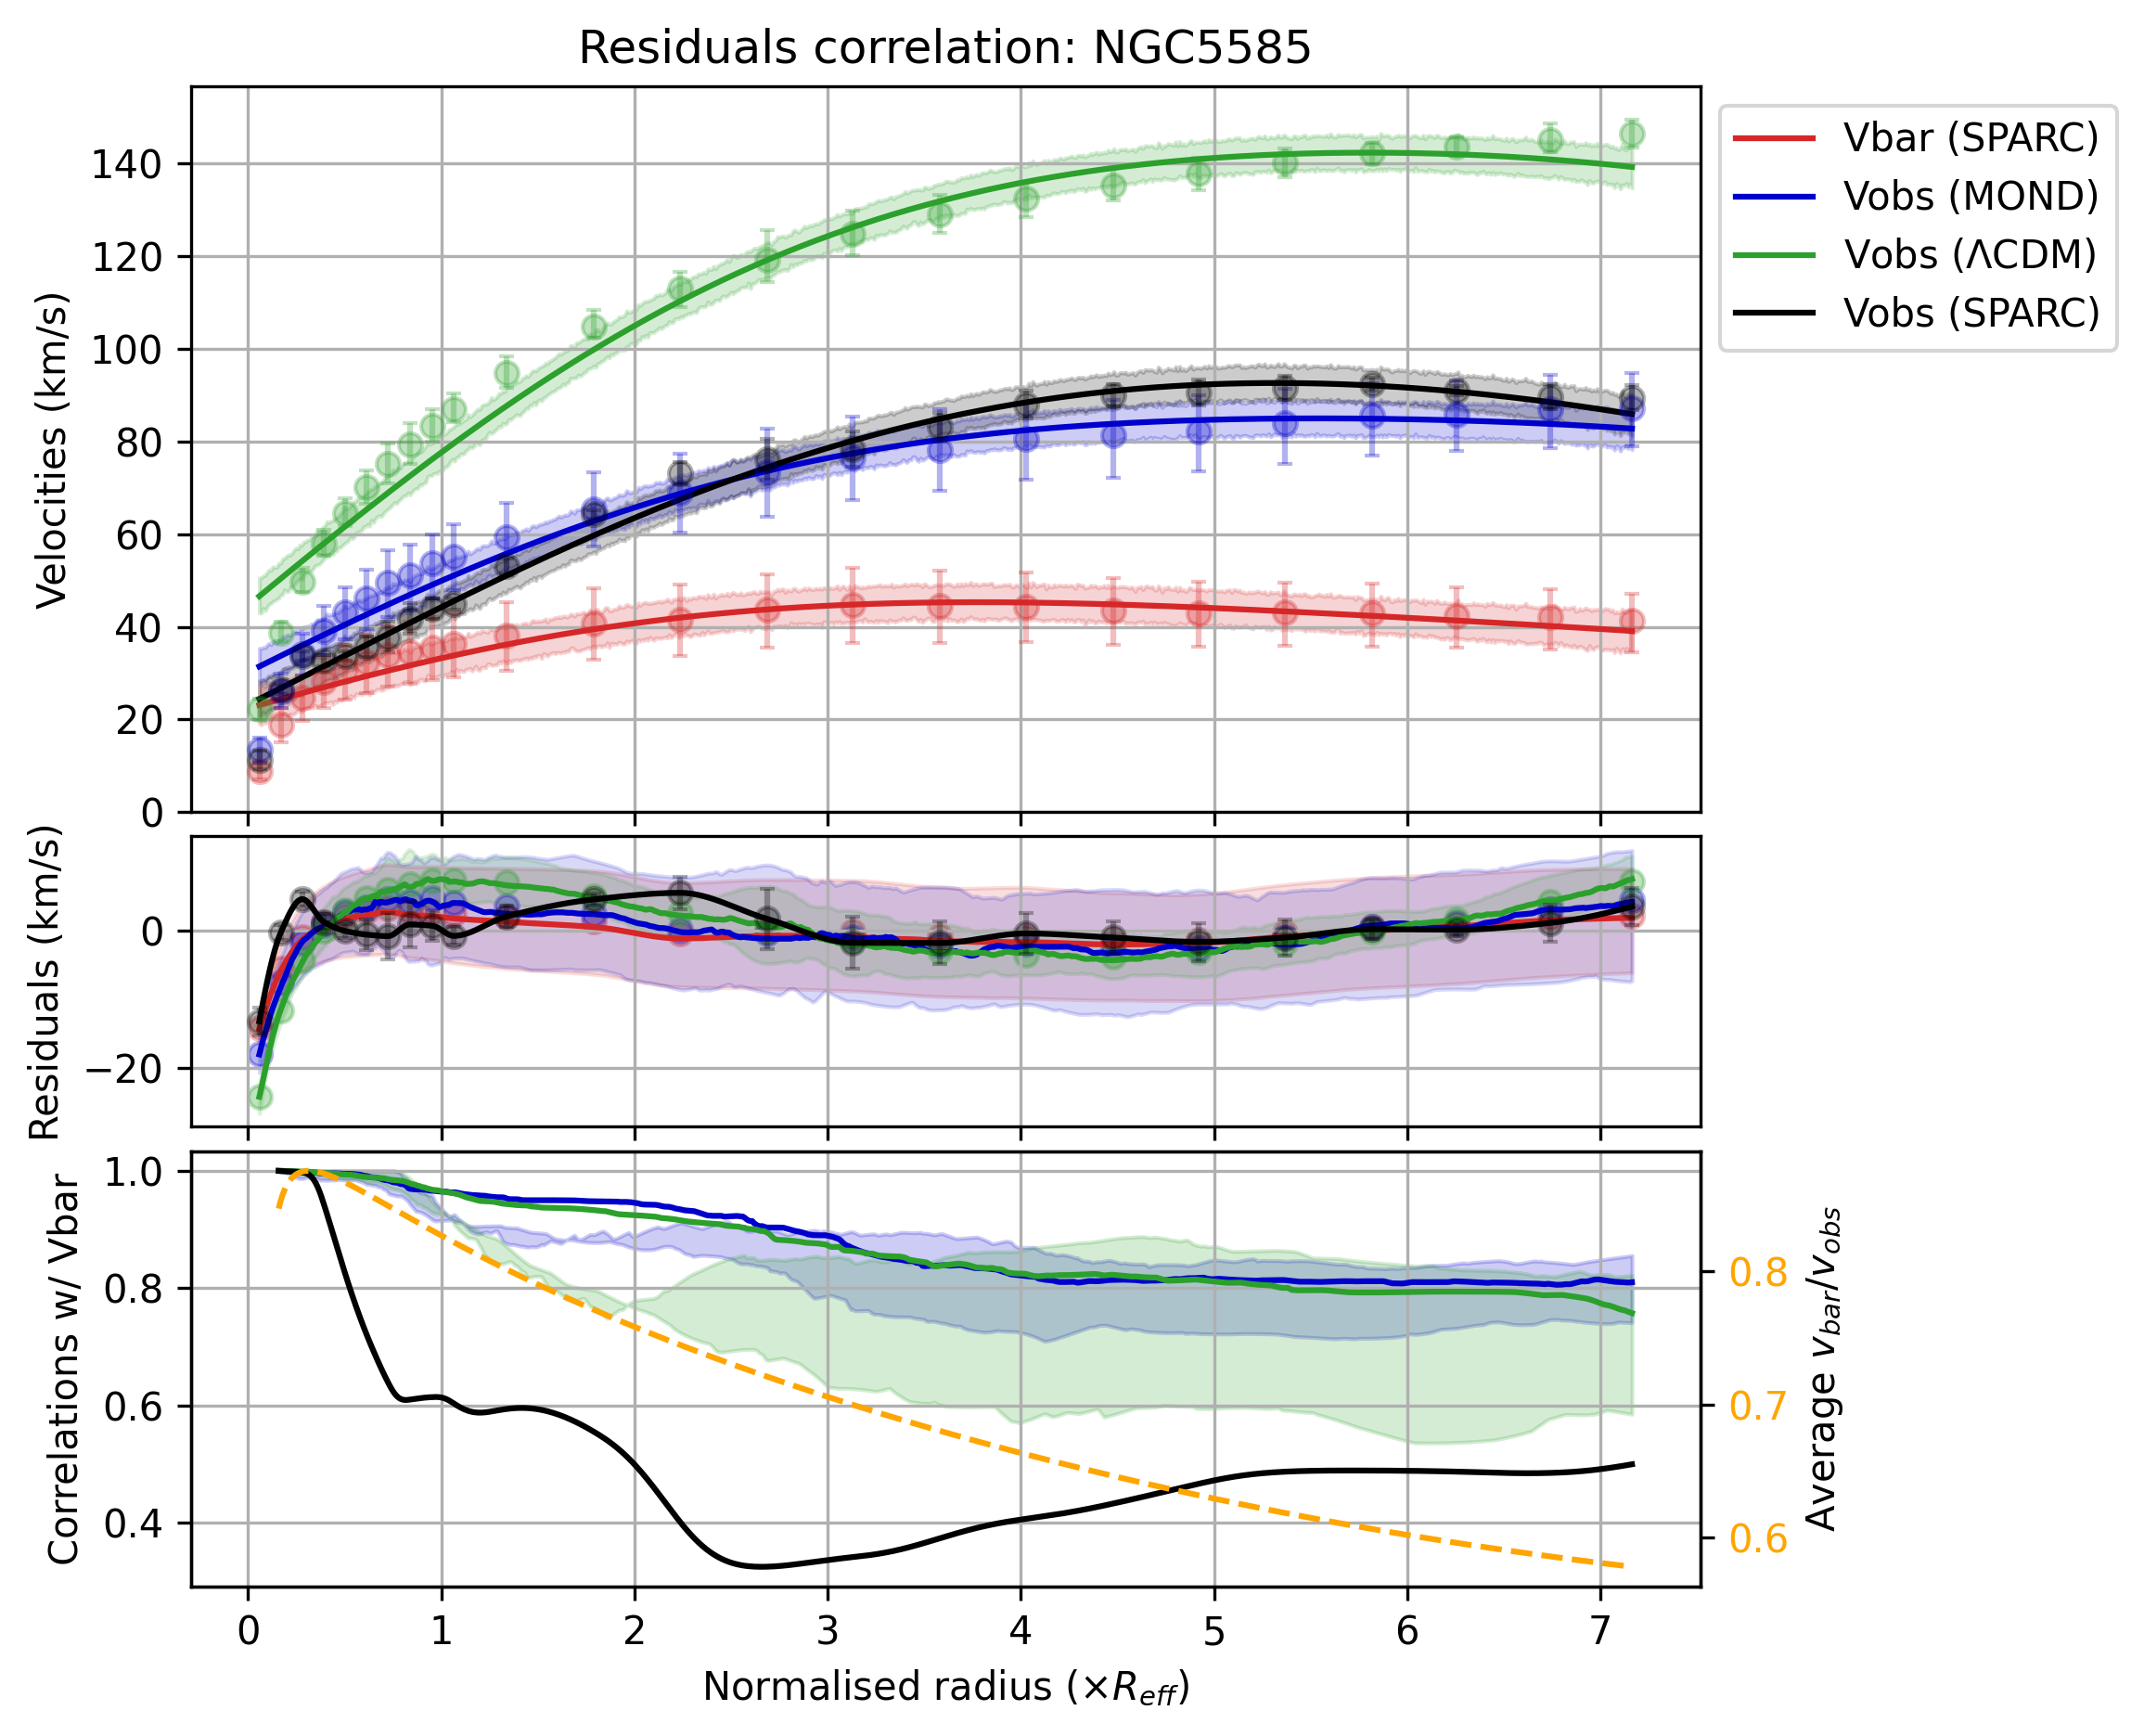 Residuals correlation: NGC5585
Velocities (km/s)
140
120
100
80
60
40
20
0
Vbar (SPARC)
Vobs (MOND)
Vobs (ΛCDM)
Vobs (SPARC)
Residuals (km/s)
0
−20
Correlations w/ Vbar
1.0
0.8
0.6
0.4
0.8
0.7
0.6
Average v_bar/v_obs
0 1 2 3 4 5 6 7
Normalised radius (×R_eff)